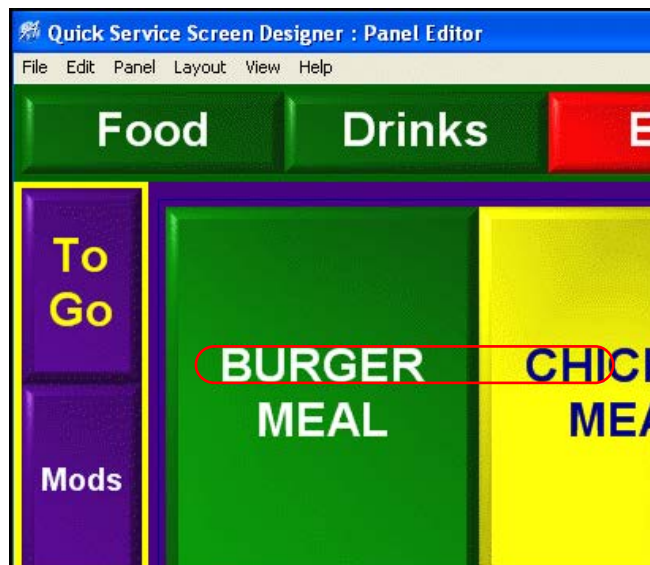 Quick Service Screen Designer : Panel Editor
File Edit Panel Layout View Help
Food Drinks
To
Go
BURGER
MEAL
Mods